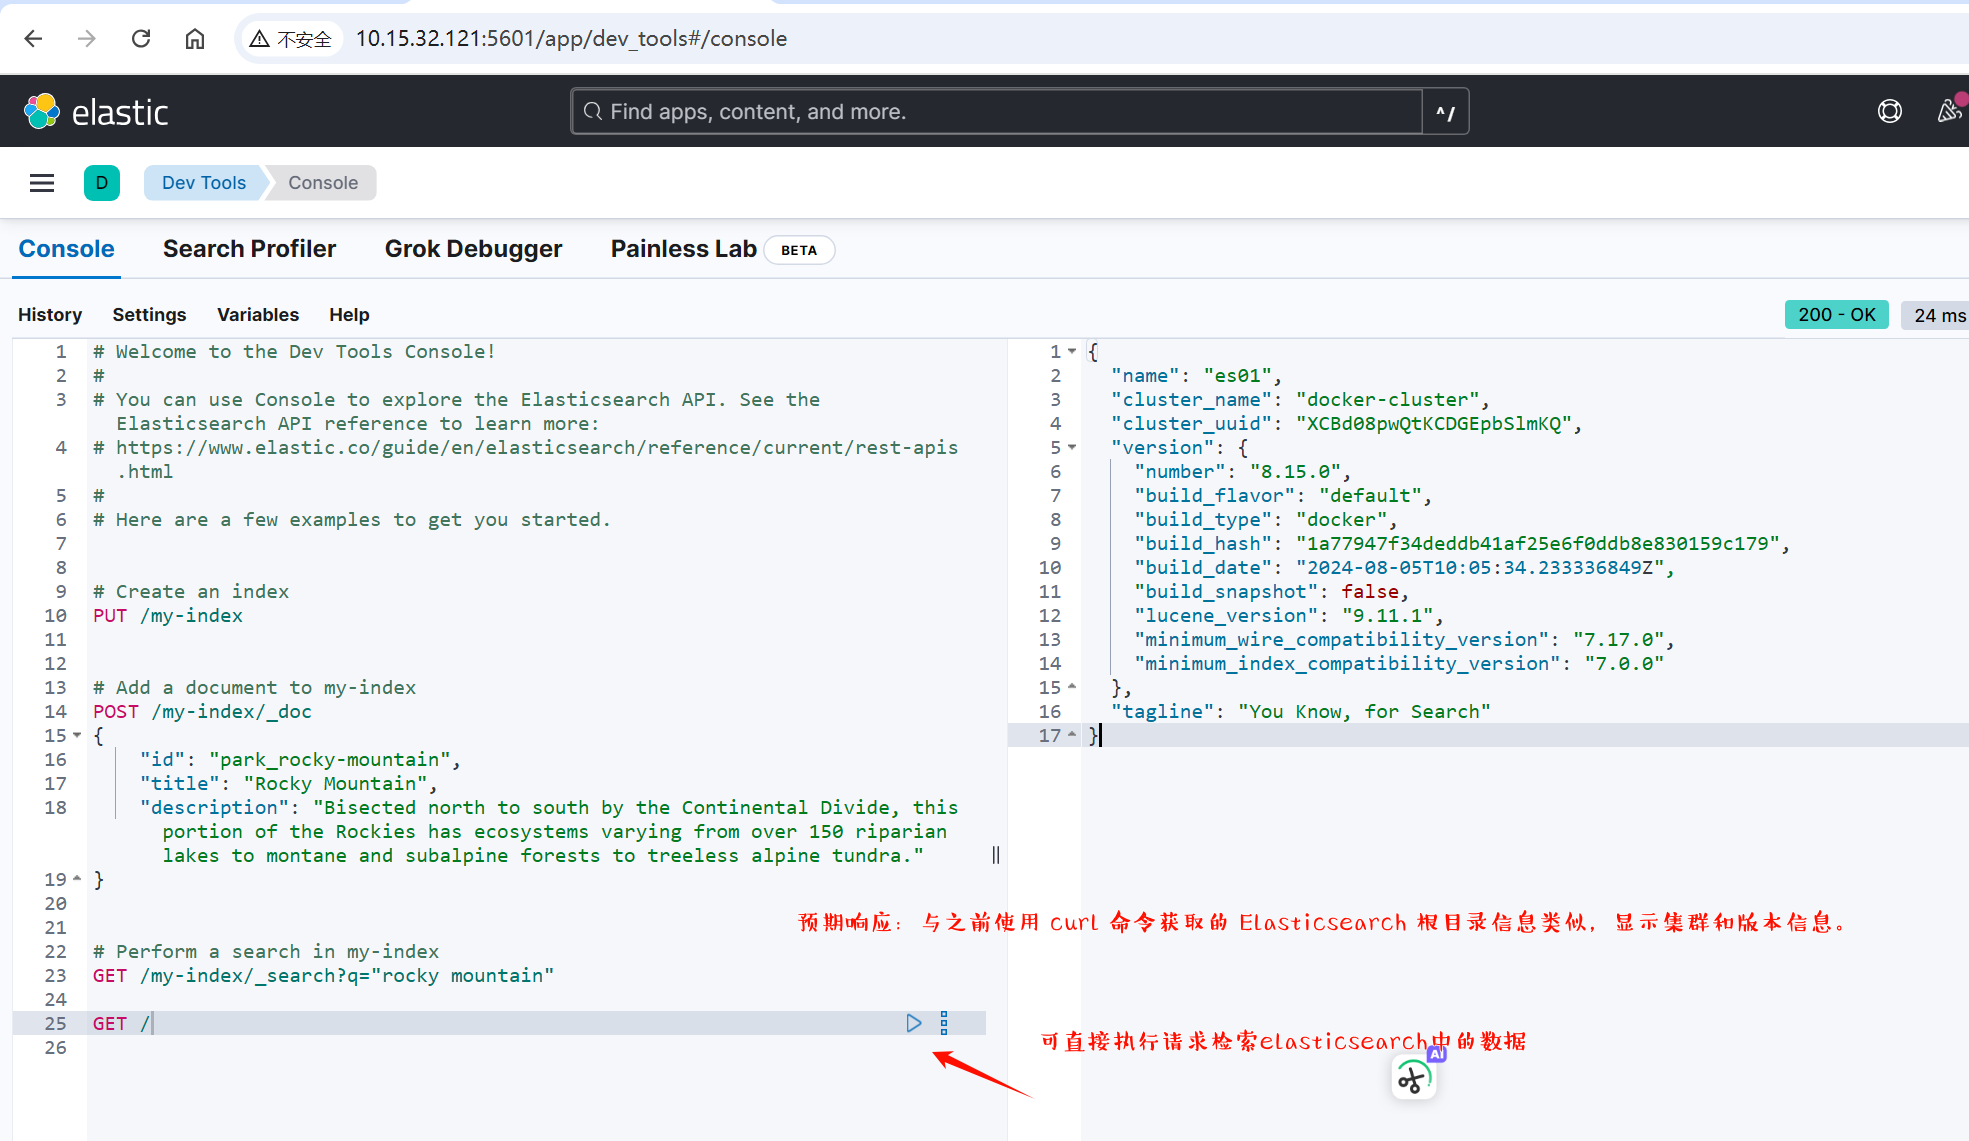 不安全 10.15.32.121:5601/app/dev_tools#/console
elastic Find apps, content, and more. ^/
D Dev Tools Console
Console Search Profiler Grok Debugger Painless Lab BETA
History Settings Variables Help 200 - OK 24 ms
1 # Welcome to the Dev Tools Console!
2 #
3 # You can use Console to explore the Elasticsearch API. See the
Elasticsearch API reference to learn more:
4 # https://www.elastic.co/guide/en/elasticsearch/reference/current/rest-apis
.html
5 #
6 # Here are a few examples to get you started.
7
8
9 # Create an index
10 PUT /my-index
11
12
13 # Add a document to my-index
14 POST /my-index/_doc
15 {
16 "id": "park_rocky-mountain",
17 "title": "Rocky Mountain",
18 "description": "Bisected north to south by the Continental Divide, this
portion of the Rockies has ecosystems varying from over 150 riparian
lakes to montane and subalpine forests to treeless alpine tundra."
19 }
20
21
22 # Perform a search in my-index
23 GET /my-index/_search?q="rocky mountain"
24
25 GET /
26
1 {
2 "name": "es01",
3 "cluster_name": "docker-cluster",
4 "cluster_uuid": "XCBd08pwQtKCDGEpbSlmKQ",
5 "version": {
6 "number": "8.15.0",
7 "build_flavor": "default",
8 "build_type": "docker",
9 "build_hash": "1a77947f34deddb41af25e6f0ddb8e830159c179",
10 "build_date": "2024-08-05T10:05:34.233336849Z",
11 "build_snapshot": false,
12 "lucene_version": "9.11.1",
13 "minimum_wire_compatibility_version": "7.17.0",
14 "minimum_index_compatibility_version": "7.0.0"
15 },
16 "tagline": "You Know, for Search"
17 }
预期响应：与之前使用 curl 命令获取的 Elasticsearch 根目录信息类似，显示集群和版本信息。
可直接执行请求检索elasticsearch中的数据
AI